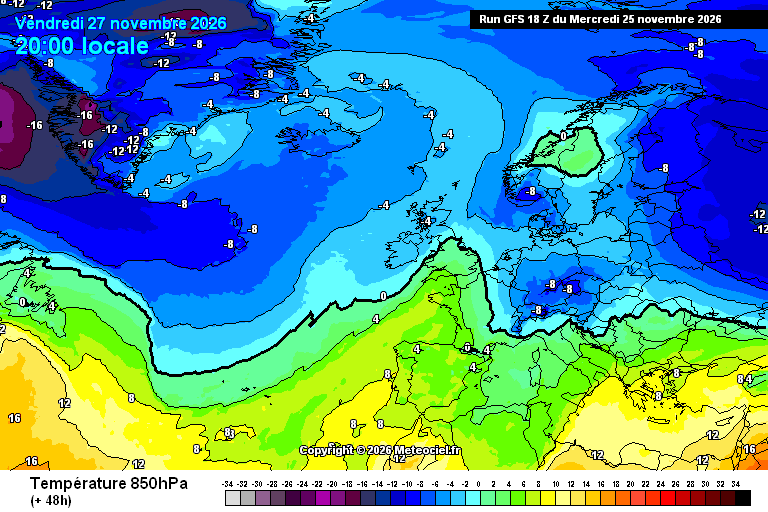 Vendredi 27 novembre 2026
20:00 locale
Run GFS 18 Z du Mercredi 25 novembre 2026
Copyright © 2026 Meteociel.fr
Température 850hPa
(+ 48h)
-34 -32 -30 -28 -26 -24 -22 -20 -18 -16 -14 -12 -10 -8 -6 -4 -2 0 2 4 6 8 10 12 14 16 18 20 22 24 26 28 30 32 34